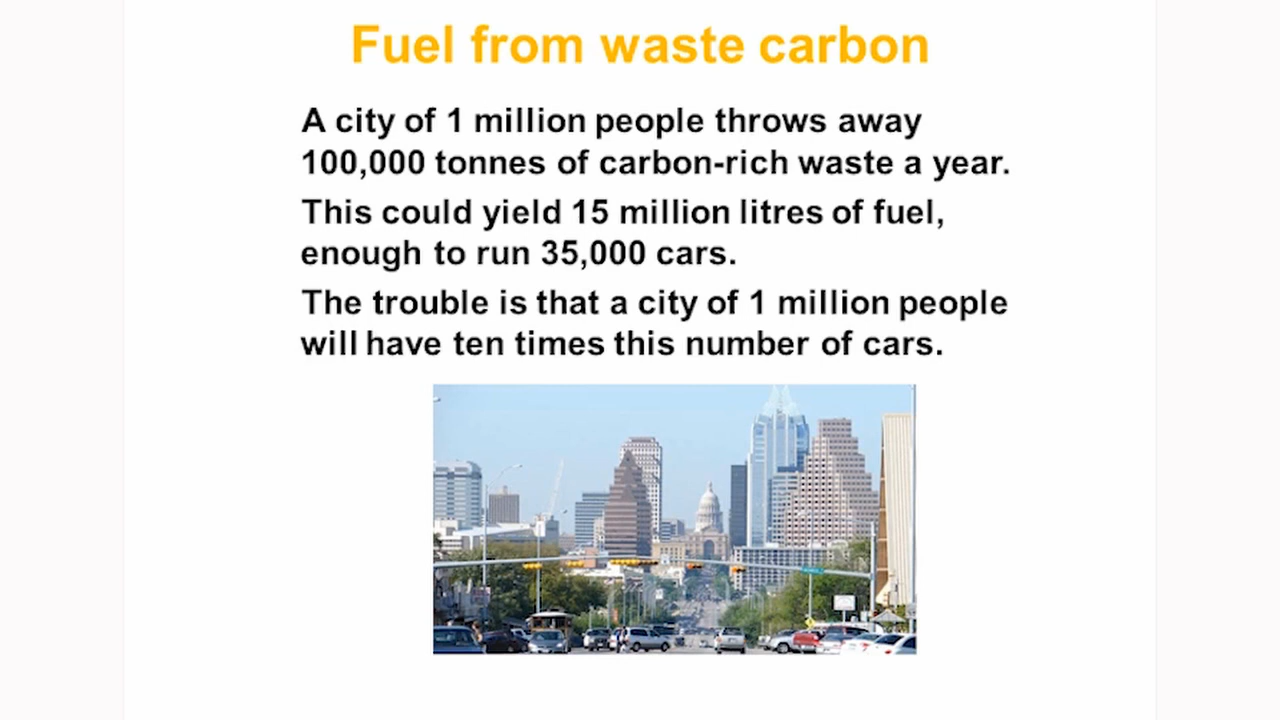 Fuel from waste carbon
A city of 1 million people throws away
100,000 tonnes of carbon-rich waste a year.
This could yield 15 million litres of fuel,
enough to run 35,000 cars.
The trouble is that a city of 1 million people
will have ten times this number of cars.